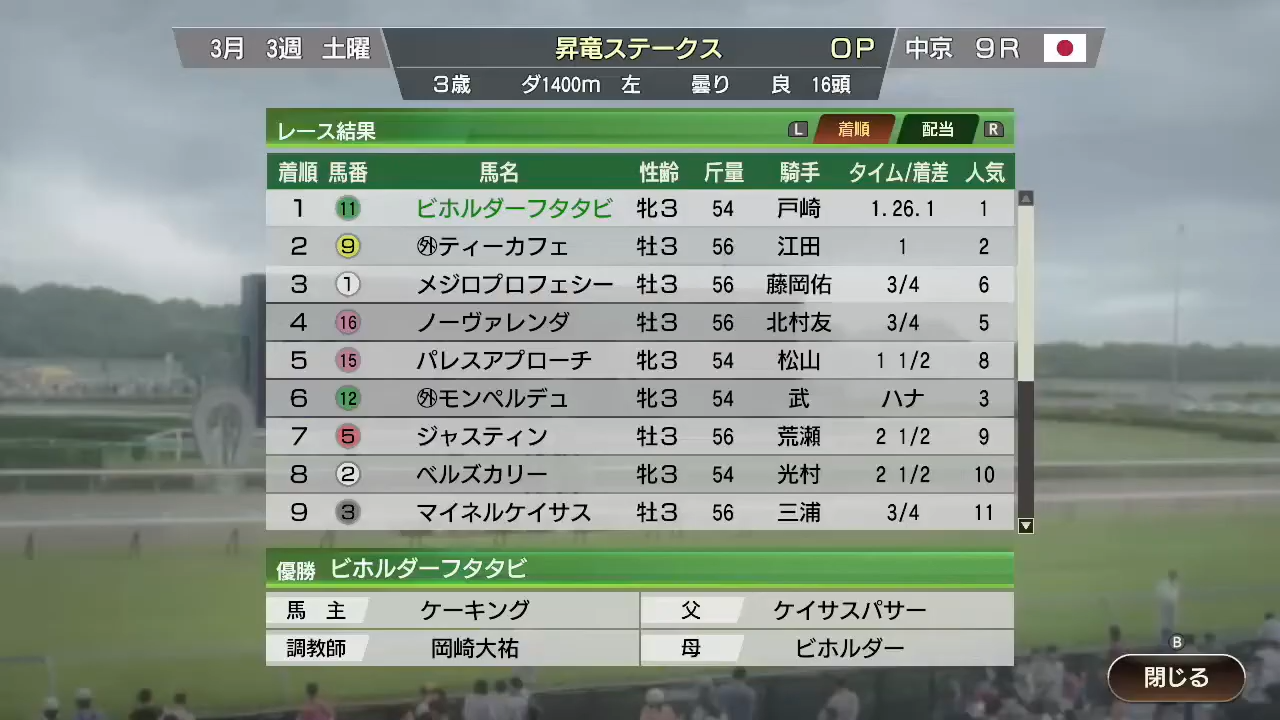 3月 3週 土曜 昇竜ステークス OP 中京 9R
3歳 ダ1400m 左 曇り 良 16頭
レース結果 L 着順 配当 R
着順 馬番 馬名 性齢 斤量 騎手 タイム/着差 人気
1 11 ビホルダーフタタビ 牝3 54 戸崎 1.26.1 1
2 9 外ティーカフェ 牡3 56 江田 1 2
3 1 メジロプロフェシー 牡3 56 藤岡佑 3/4 6
4 16 ノーヴァレンダ 牡3 56 北村友 3/4 5
5 15 パレスアプローチ 牝3 54 松山 1 1/2 8
6 12 外モンペルデュ 牝3 54 武 ハナ 3
7 5 ジャスティン 牡3 56 荒瀬 2 1/2 9
8 2 ベルズカリー 牝3 54 光村 2 1/2 10
9 3 マイネルケイサス 牡3 56 三浦 3/4 11
優勝 ビホルダーフタタビ
馬主 ケーキング 父 ケイサスパサー
調教師 岡崎大祐 母 ビホルダー
B
閉じる